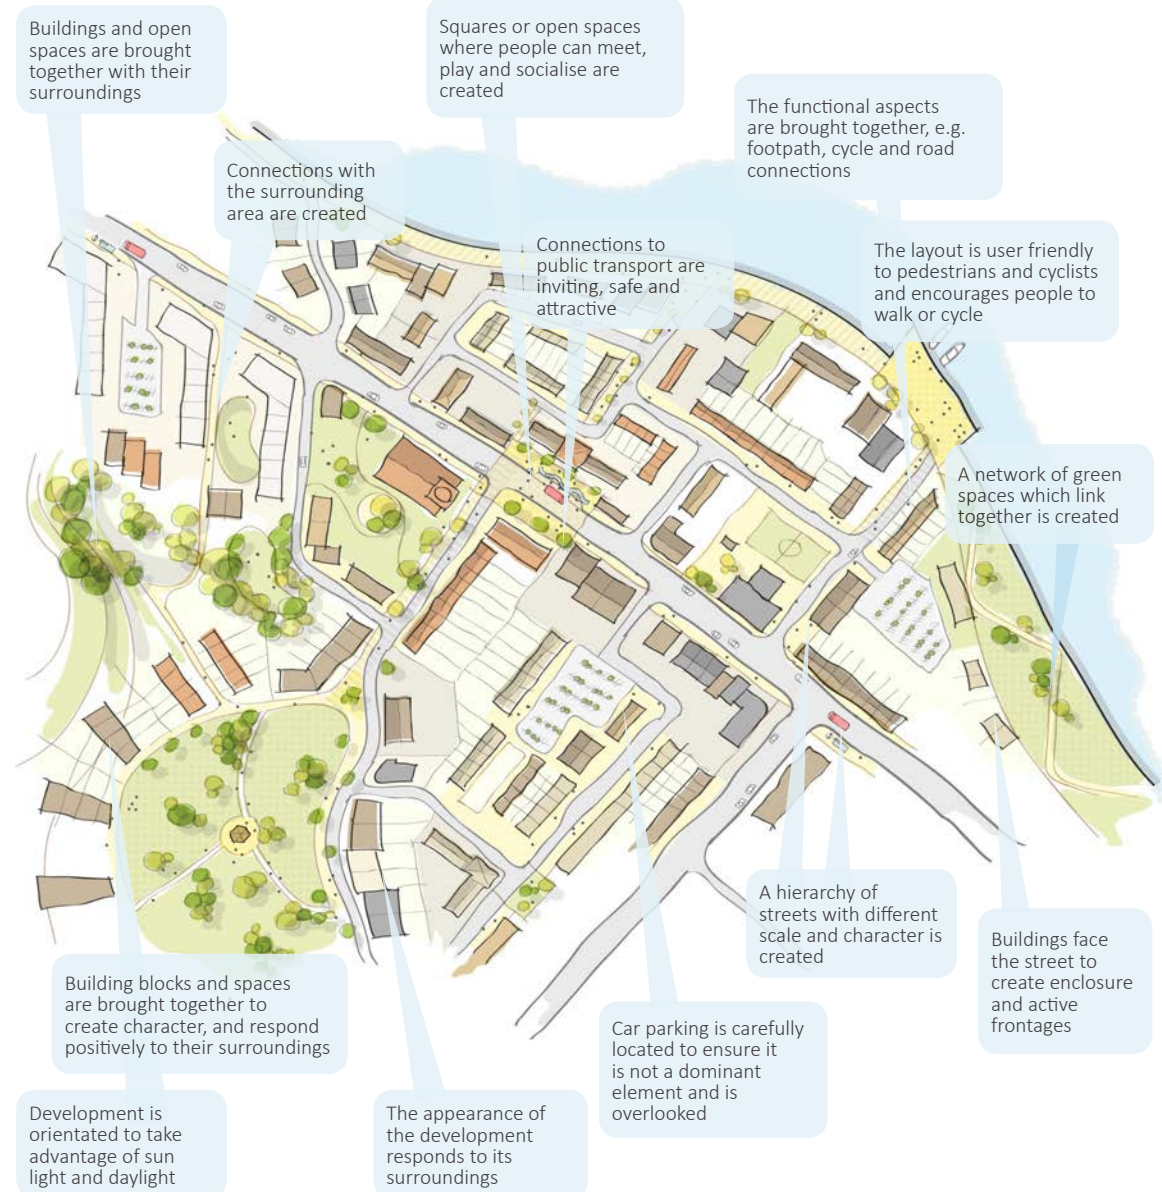 Buildings and open
spaces are brought
together with their
surroundings
Squares or open spaces
where people can meet,
play and socialise are
created
The functional aspects
are brought together, e.g.
footpath, cycle and road
connections
Connections with
the surrounding
area are created
Connections to
public transport are
inviting, safe and
attractive
The layout is user friendly
to pedestrians and cyclists
and encourages people to
walk or cycle
A network of green
spaces which link
together is created
A hierarchy of
streets with different
scale and character is
created
Buildings face
the street to
create enclosure
and active
frontages
Building blocks and spaces
are brought together to
create character, and respond
positively to their surroundings
Car parking is carefully
located to ensure it
is not a dominant
element and is
overlooked
Development is
orientated to take
advantage of sun
light and daylight
The appearance of
the development
responds to its
surroundings